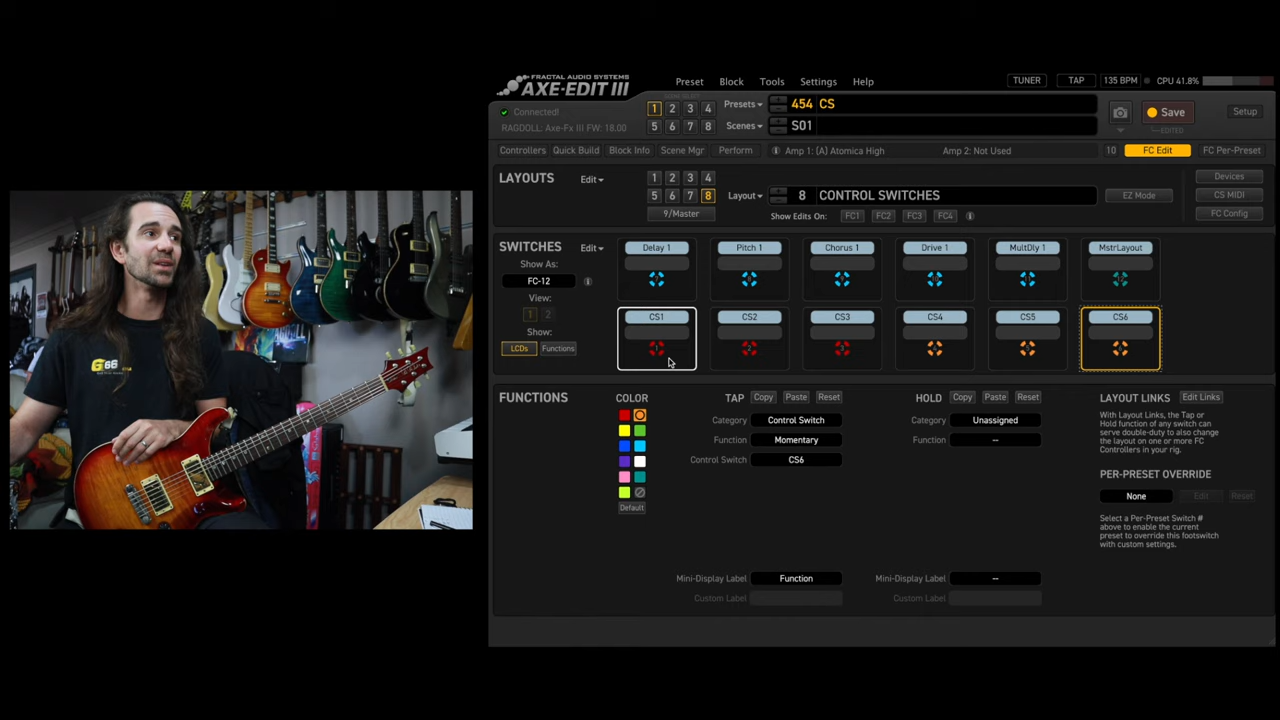 FRACTAL AUDIO SYSTEMS
AXE-EDIT III
Preset Block Tools Settings Help
TUNER TAP 135 BPM CPU 41.8%
Connected!
RAGDOLL: Axe-Fx III FW: 18.00
1 2 3 4
5 6 7 8
Presets 454 CS
Scenes S01
Save
EDITED
Setup
Controllers Quick Build Block Info Scene Mgr Perform
Amp 1: (A) Atomica High Amp 2: Not Used 10 FC Edit FC Per-Preset
LAYOUTS Edit
1 2 3 4
5 6 7 8
9/Master
Layout 8 CONTROL SWITCHES EZ Mode
Show Edits On: FC1 FC2 FC3 FC4
Devices
CS MIDI
FC Config
SWITCHES Edit
Show As:
FC-12
View:
1 2
Show:
LCDs Functions
Delay 1 Pitch 1 Chorus 1 Drive 1 MultDly 1 MstrLayout
CS1 CS2 CS3 CS4 CS5 CS6
FUNCTIONS
COLOR
Default
TAP Copy Paste Reset
Category Control Switch
Function Momentary
Control Switch CS6
Mini-Display Label Function
Custom Label
HOLD Copy Paste Reset
Category Unassigned
Function --
Mini-Display Label --
Custom Label
LAYOUT LINKS Edit Links
With Layout Links, the Tap or
Hold function of any switch can
serve double-duty to also change
the layout on one or more FC
Controllers in your rig.
PER-PRESET OVERRIDE
None Edit Reset
Select a Per-Preset Switch #
above to enable the current
preset to override this footswitch
with custom settings.
G66